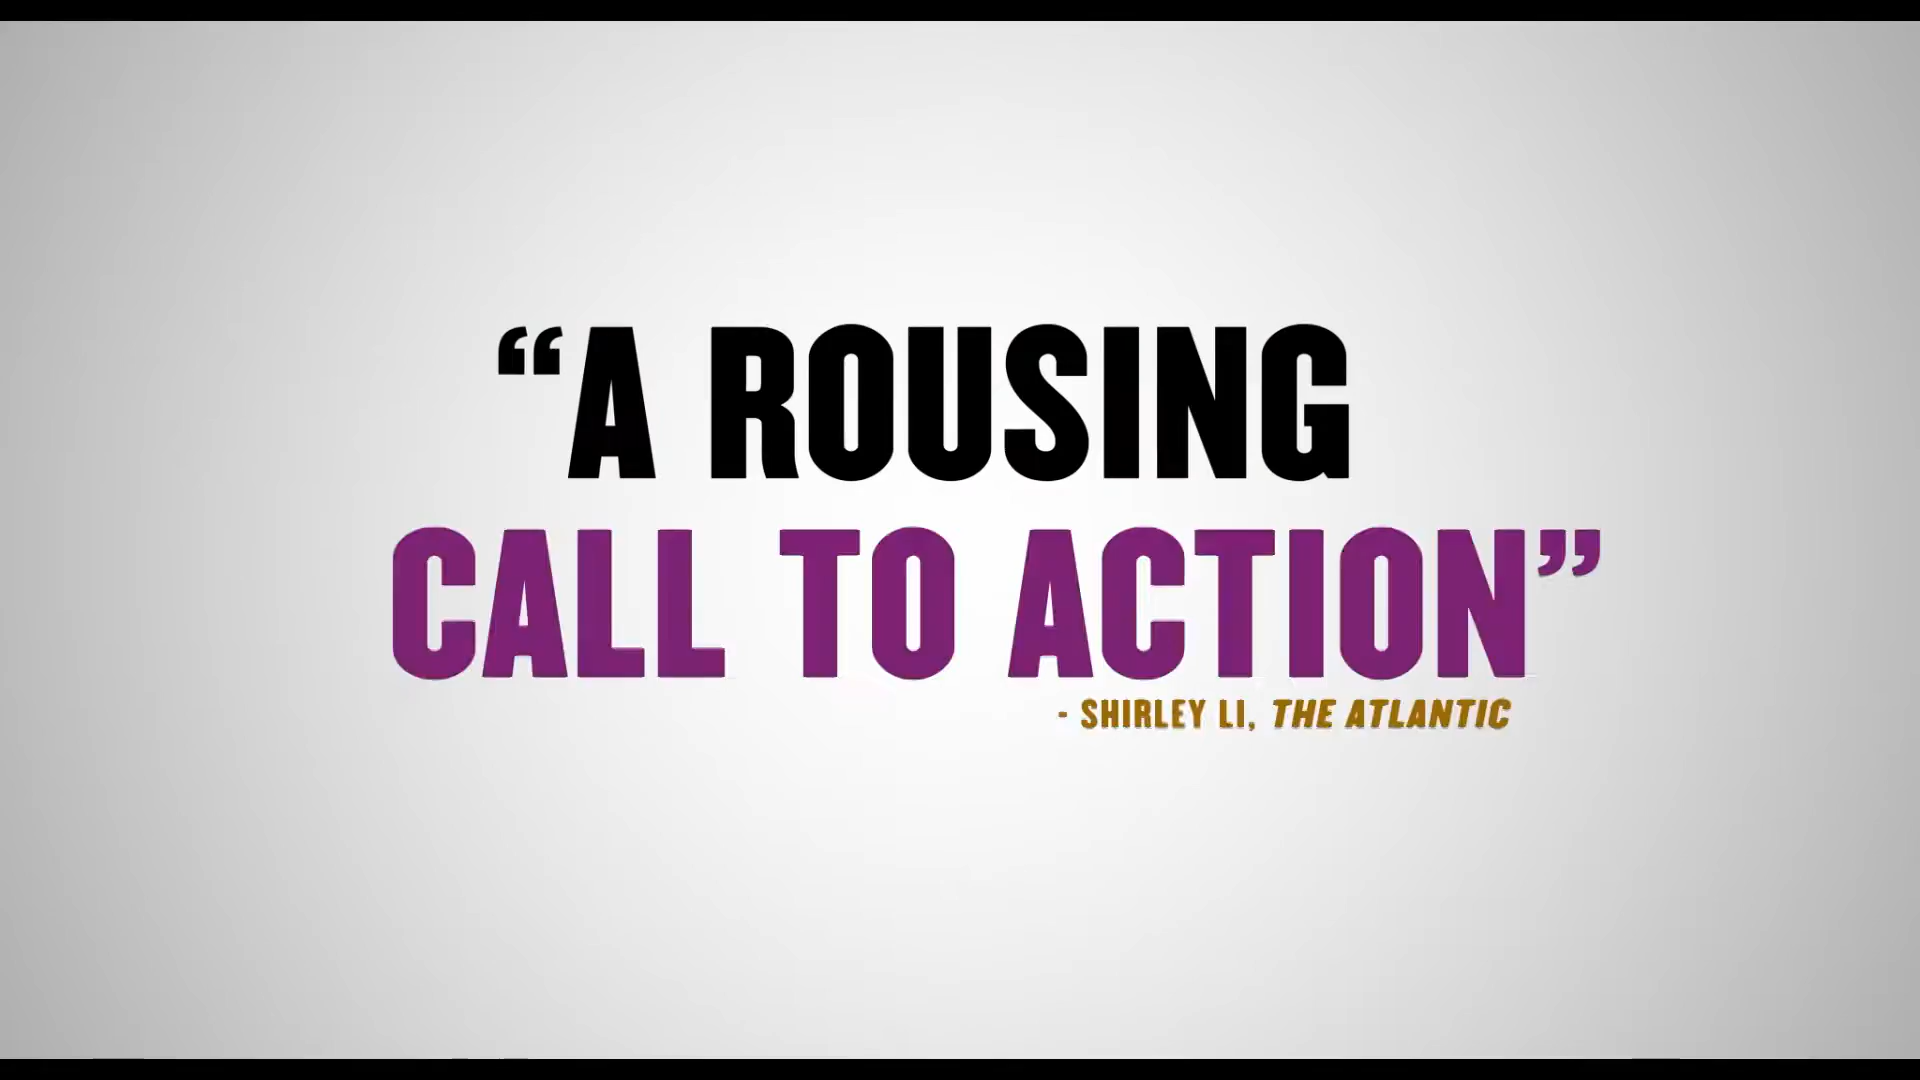 “A ROUSING
CALL TO ACTION”
- SHIRLEY LI, THE ATLANTIC